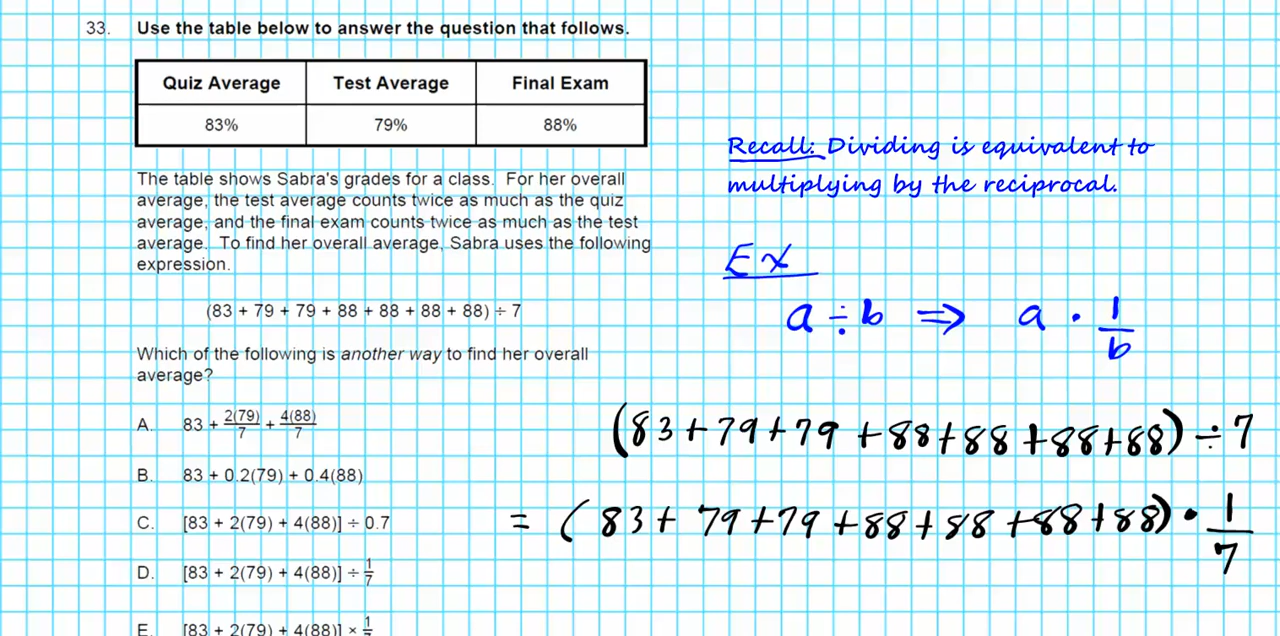 33. Use the table below to answer the question that follows.
Quiz Average Test Average Final Exam
83% 79% 88%
The table shows Sabra's grades for a class. For her overall
average, the test average counts twice as much as the quiz
average, and the final exam counts twice as much as the test
average. To find her overall average, Sabra uses the following
expression.
(83 + 79 + 79 + 88 + 88 + 88 + 88) ÷ 7
Which of the following is another way to find her overall
average?
A. 83 + 2(79)/7 + 4(88)/7
B. 83 + 0.2(79) + 0.4(88)
C. [83 + 2(79) + 4(88)] ÷ 0.7
D. [83 + 2(79) + 4(88)] ÷ 1/7
E. [83 + 2(79) + 4(88)] ×
Recall: Dividing is equivalent to
multiplying by the reciprocal.
Ex
a ÷ b ⇒ a · 1/b
(83+79+79+88+88+88+88) ÷ 7
= (83+79+79+88+88+88+88) · 1/7